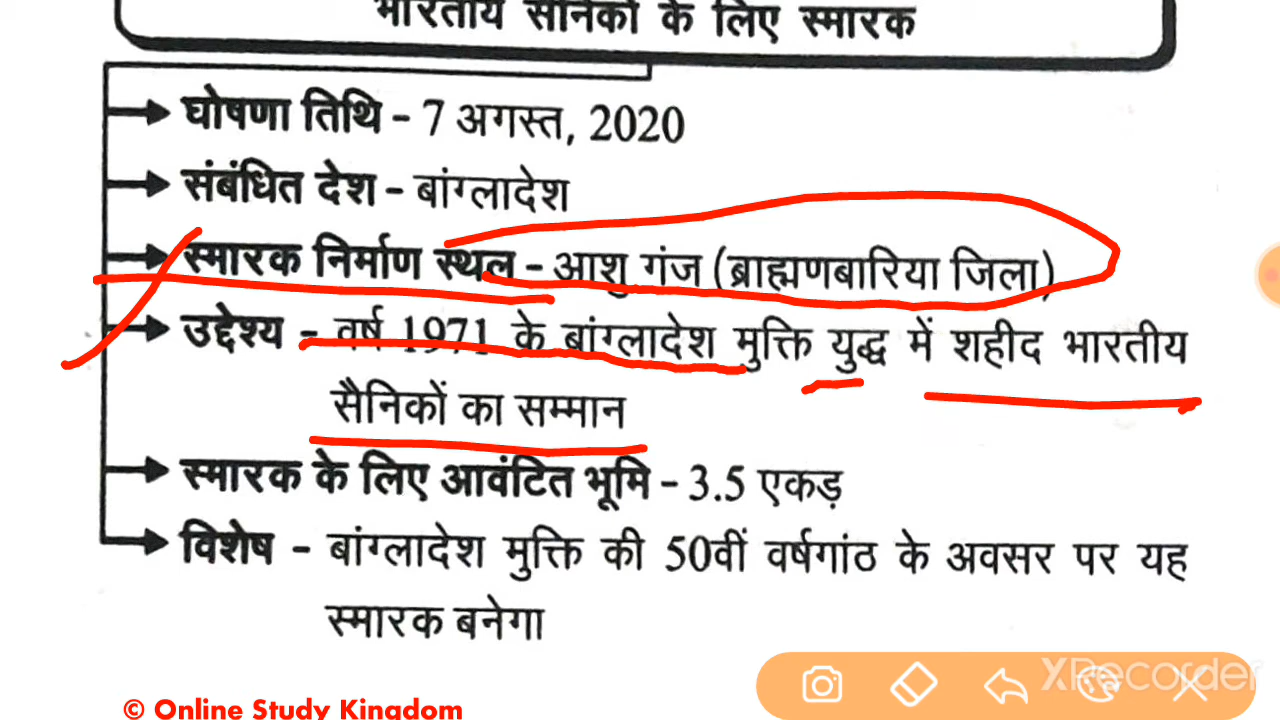 भारतीय सैनिकों के लिए स्मारक
घोषणा तिथि - 7 अगस्त, 2020
संबंधित देश - बांग्लादेश
स्मारक निर्माण स्थल - आशु गंज (ब्राह्मणबारिया जिला)
उद्देश्य - वर्ष 1971 के बांग्लादेश मुक्ति युद्ध में शहीद भारतीय
सैनिकों का सम्मान
स्मारक के लिए आवंटित भूमि - 3.5 एकड़
विशेष - बांग्लादेश मुक्ति की 50वीं वर्षगांठ के अवसर पर यह
स्मारक बनेगा
XRecorder
© Online Study Kingdom